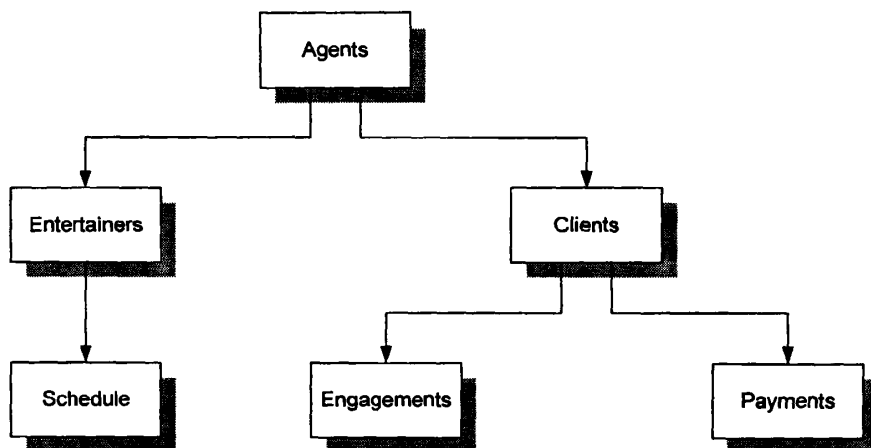 Agents
Entertainers
Clients
Schedule
Engagements
Payments